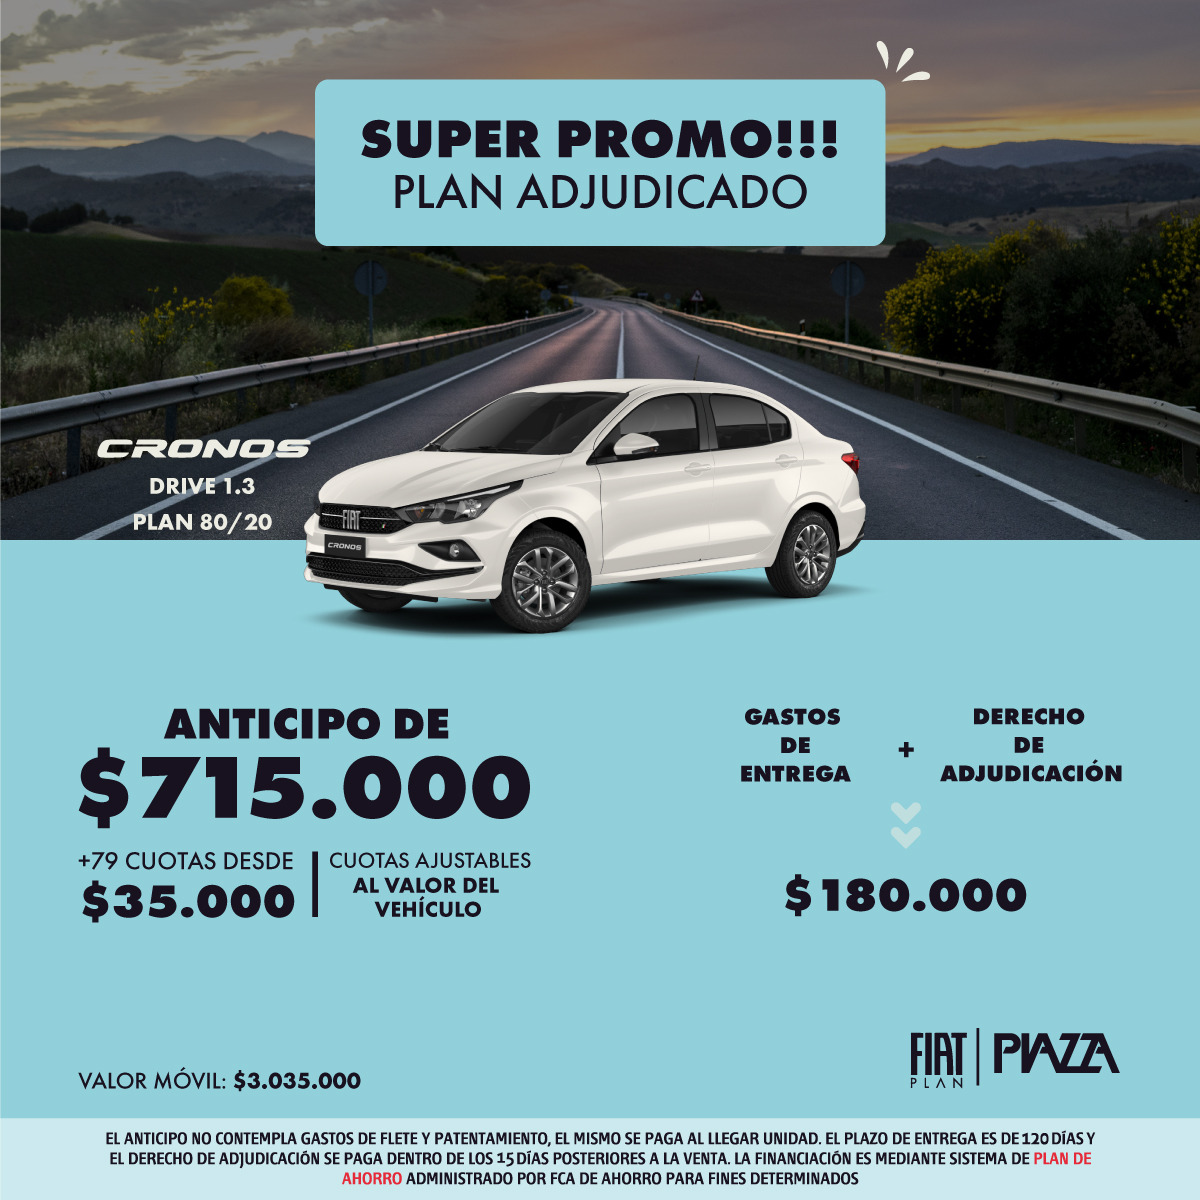 SUPER PROMO!!!
PLAN ADJUDICADO
CRONOS
DRIVE 1.3
PLAN 80/20
FIAT
CRONOS
ANTICIPO DE
$715.000
+79 CUOTAS DESDE
$35.000
CUOTAS AJUSTABLES
AL VALOR DEL
VEHÍCULO
GASTOS
DE
ENTREGA
+
DERECHO
DE
ADJUDICACIÓN
$180.000
FIAT
PLAN
PIAZZA
VALOR MÓVIL: $3.035.000
EL ANTICIPO NO CONTEMPLA GASTOS DE FLETE Y PATENTAMIENTO, EL MISMO SE PAGA AL LLEGAR UNIDAD. EL PLAZO DE ENTREGA ES DE 120 DÍAS Y
EL DERECHO DE ADJUDICACIÓN SE PAGA DENTRO DE LOS 15 DÍAS POSTERIORES A LA VENTA. LA FINANCIACIÓN ES MEDIANTE SISTEMA DE PLAN DE
AHORRO ADMINISTRADO POR FCA DE AHORRO PARA FINES DETERMINADOS